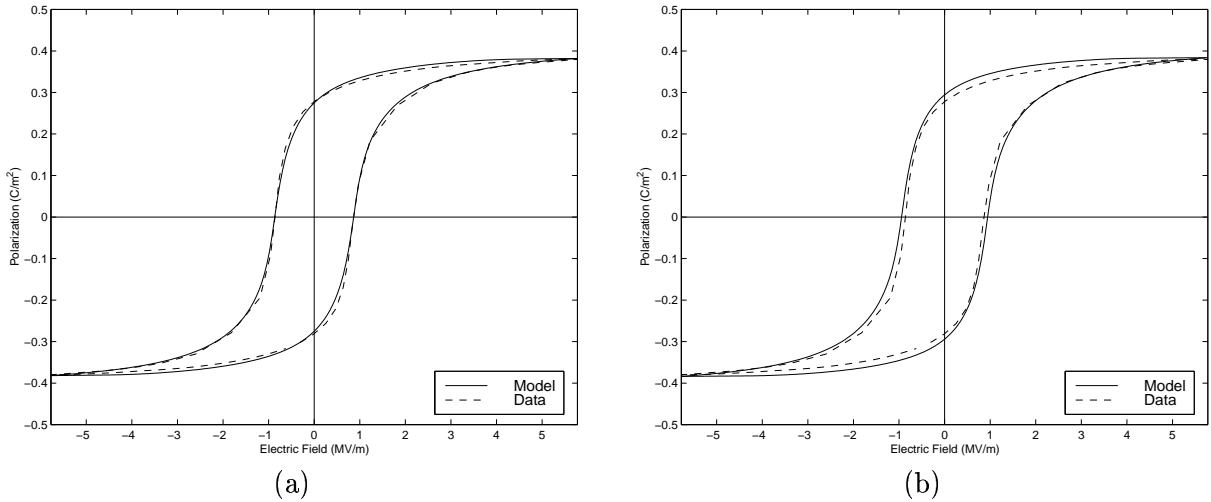 0.5
0.4
0.3
0.2
0.1
0
−0.1
−0.2
−0.3
−0.4
−0.5
Polarization (C/m²)
−5 −4 −3 −2 −1 0 1 2 3 4 5
Electric Field (MV/m)
Model
Data
(a)
0.5
0.4
0.3
0.2
0.1
0
−0.1
−0.2
−0.3
−0.4
−0.5
Polarization (C/m²)
−5 −4 −3 −2 −1 0 1 2 3 4 5
Electric Field (MV/m)
Model
Data
(b)